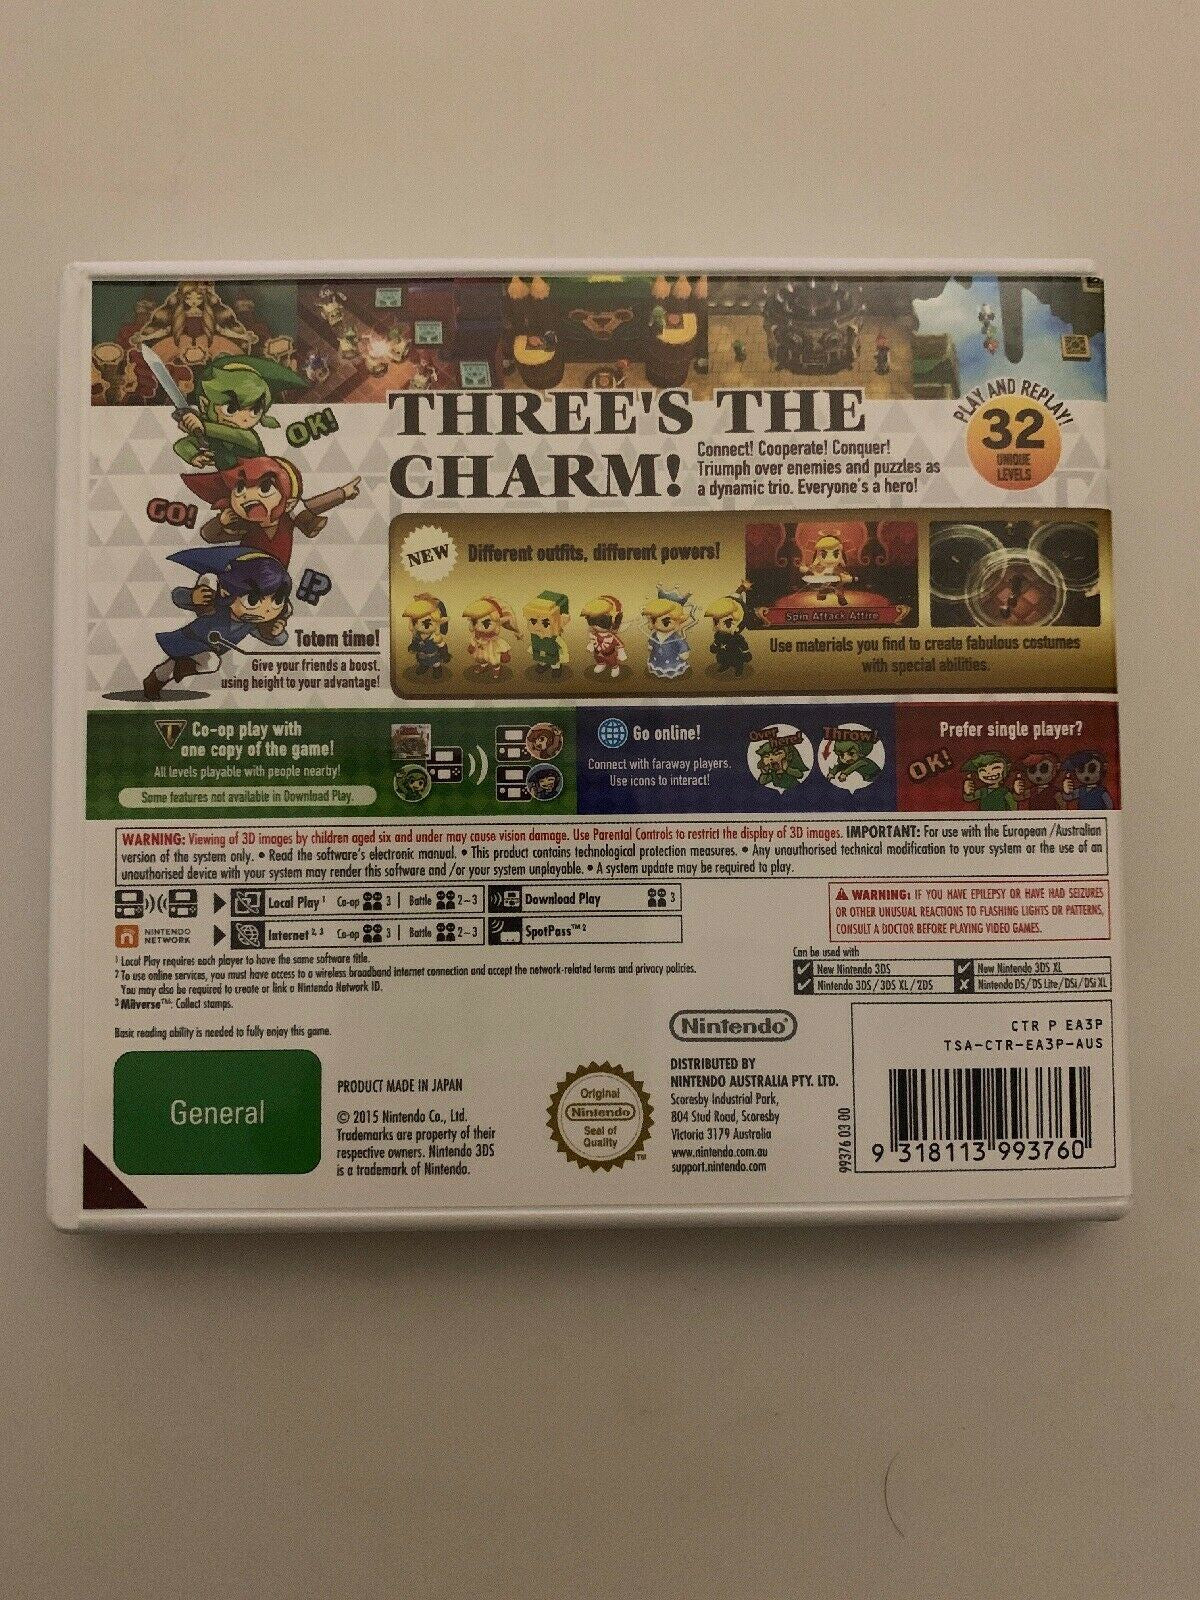 THREE'S THE
CHARM!
Connect! Cooperate! Conquer!
Triumph over enemies and puzzles as
a dynamic trio. Everyone's a hero!
PLAY AND REPLAY!
32
UNIQUE
LEVELS
OK!
GO!
!?
Totem time!
Give your friends a boost,
using height to your advantage!
NEW
Different outfits, different powers!
Spin Attack Attire
Use materials you find to create fabulous costumes
with special abilities.
Co-op play with
one copy of the game!
All levels playable with people nearby!
Some features not available in Download Play.
Go online!
Connect with faraway players.
Use icons to interact!
Over here!
Throw!
Prefer single player?
OK!
WARNING: Viewing of 3D images by children aged six and under may cause vision damage. Use Parental Controls to restrict the display of 3D images. IMPORTANT: For use with the European /Australian
version of the system only. • Read the software's electronic manual. • This product contains technological protection measures. • Any unauthorised technical modification to your system or the use of an
unauthorised device with your system may render this software and /or your system unplayable. • A system update may be required to play.
Local Play¹ Co-op 3 | Battle 2-3
Download Play 3
NINTENDO
NETWORK
Internet²˒³ Co-op 3 | Battle 2-3
SpotPass™²
WARNING: IF YOU HAVE EPILEPSY OR HAVE HAD SEIZURES
OR OTHER UNUSUAL REACTIONS TO FLASHING LIGHTS OR PATTERNS,
CONSULT A DOCTOR BEFORE PLAYING VIDEO GAMES.
¹ Local Play requires each player to have the same software title.
² To use online services, you must have access to a wireless broadband internet connection and accept the network-related terms and privacy policies.
You may also be required to create or link a Nintendo Network ID.
³ Miiverse™: Collect stamps.
Can be used with
New Nintendo 3DS
New Nintendo 3DS XL
Nintendo 3DS / 3DS XL / 2DS
Nintendo DS/DS Lite/DSi/DSi XL
Basic reading ability is needed to fully enjoy this game.
General
PRODUCT MADE IN JAPAN
© 2015 Nintendo Co., Ltd.
Trademarks are property of their
respective owners. Nintendo 3DS
is a trademark of Nintendo.
Original
Nintendo
Seal of
Quality
TM
Nintendo®
DISTRIBUTED BY
NINTENDO AUSTRALIA PTY. LTD.
Scoresby Industrial Park,
804 Stud Road, Scoresby
Victoria 3179 Australia
www.nintendo.com.au
support.nintendo.com
CTR P EA3P
TSA-CTR-EA3P-AUS
99376 03 00
9 318113 993760